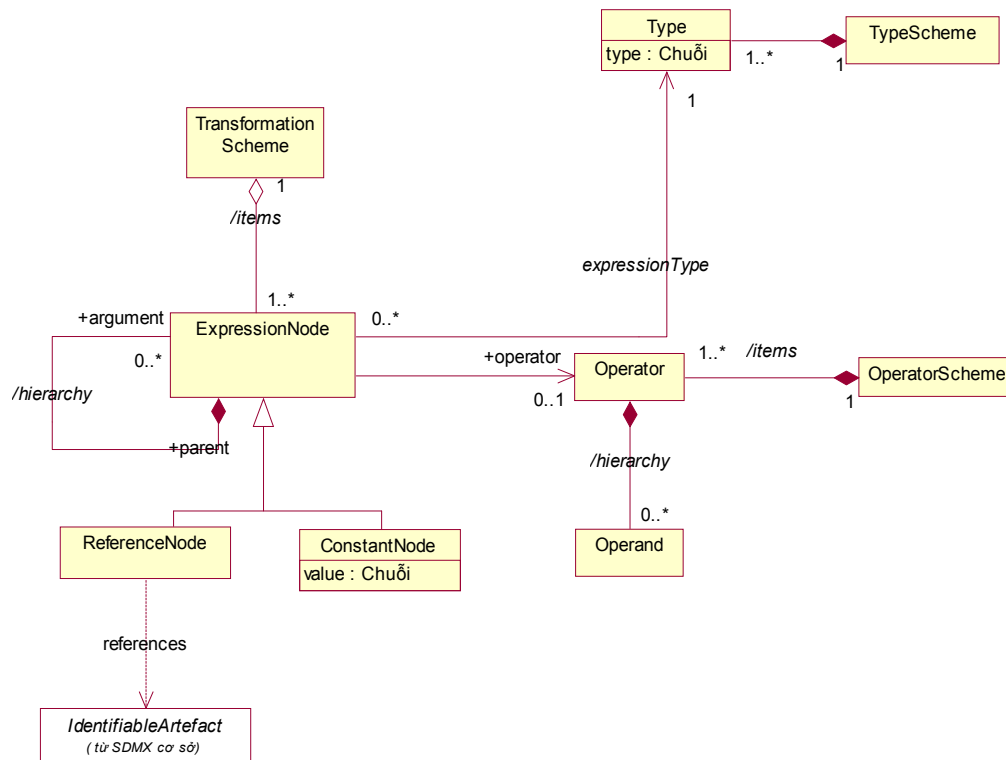 Type
type : Chuỗi
TypeScheme
1..*
1
1
Transformation
Scheme
1
/items
expressionType
1..*
+argument
ExpressionNode
0..*
0..*
+operator
1..*
/items
Operator
OperatorScheme
/hierarchy
0..1
1
+parent
/hierarchy
0..*
ReferenceNode
ConstantNode
value : Chuỗi
Operand
references
IdentifiableArtefact
( từ SDMX cơ sở)